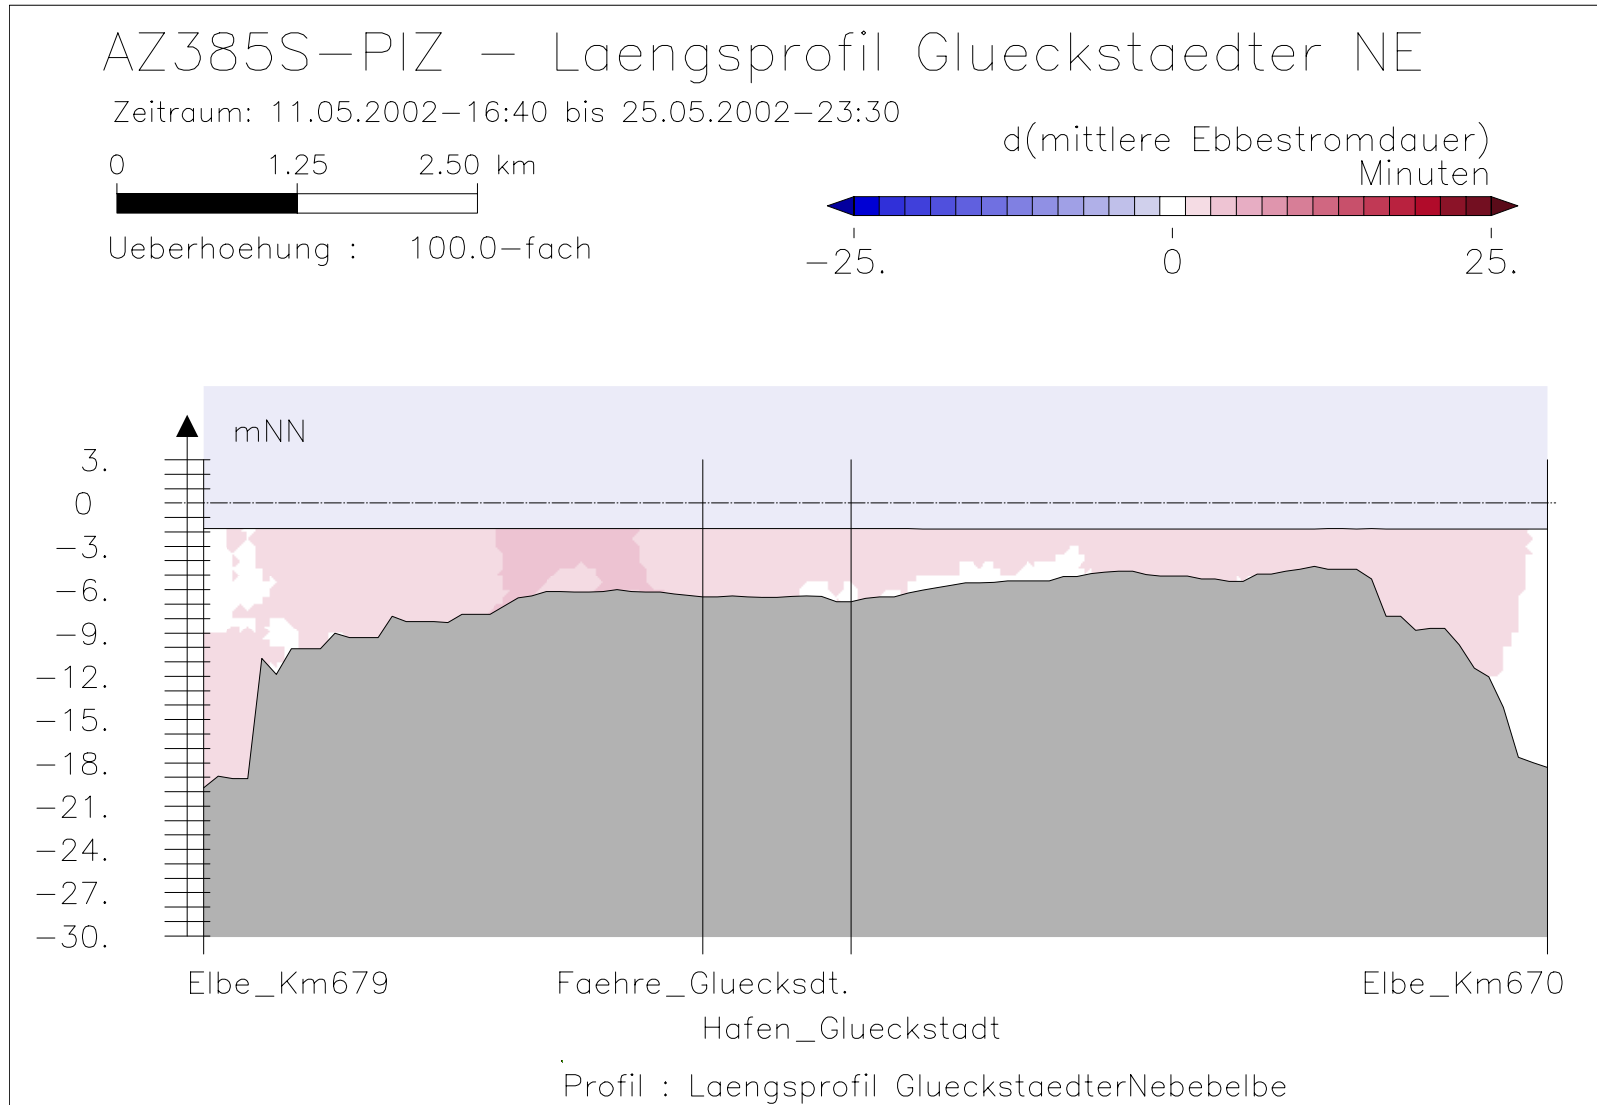 AZ385S-PIZ - Laengsprofil Glueckstaedter NE
Zeitraum: 11.05.2002-16:40 bis 25.05.2002-23:30
d(mittlere Ebbestromdauer)
Minuten
0 1.25 2.50 km
Ueberhoehung : 100.0-fach
-25. 0 25.
mNN
3.
0
-3.
-6.
-9.
-12.
-15.
-18.
-21.
-24.
-27.
-30.
Elbe_Km679 Faehre_Gluecksdt. Elbe_Km670
Hafen_Glueckstadt
Profil : Laengsprofil GlueckstaedterNebebelbe